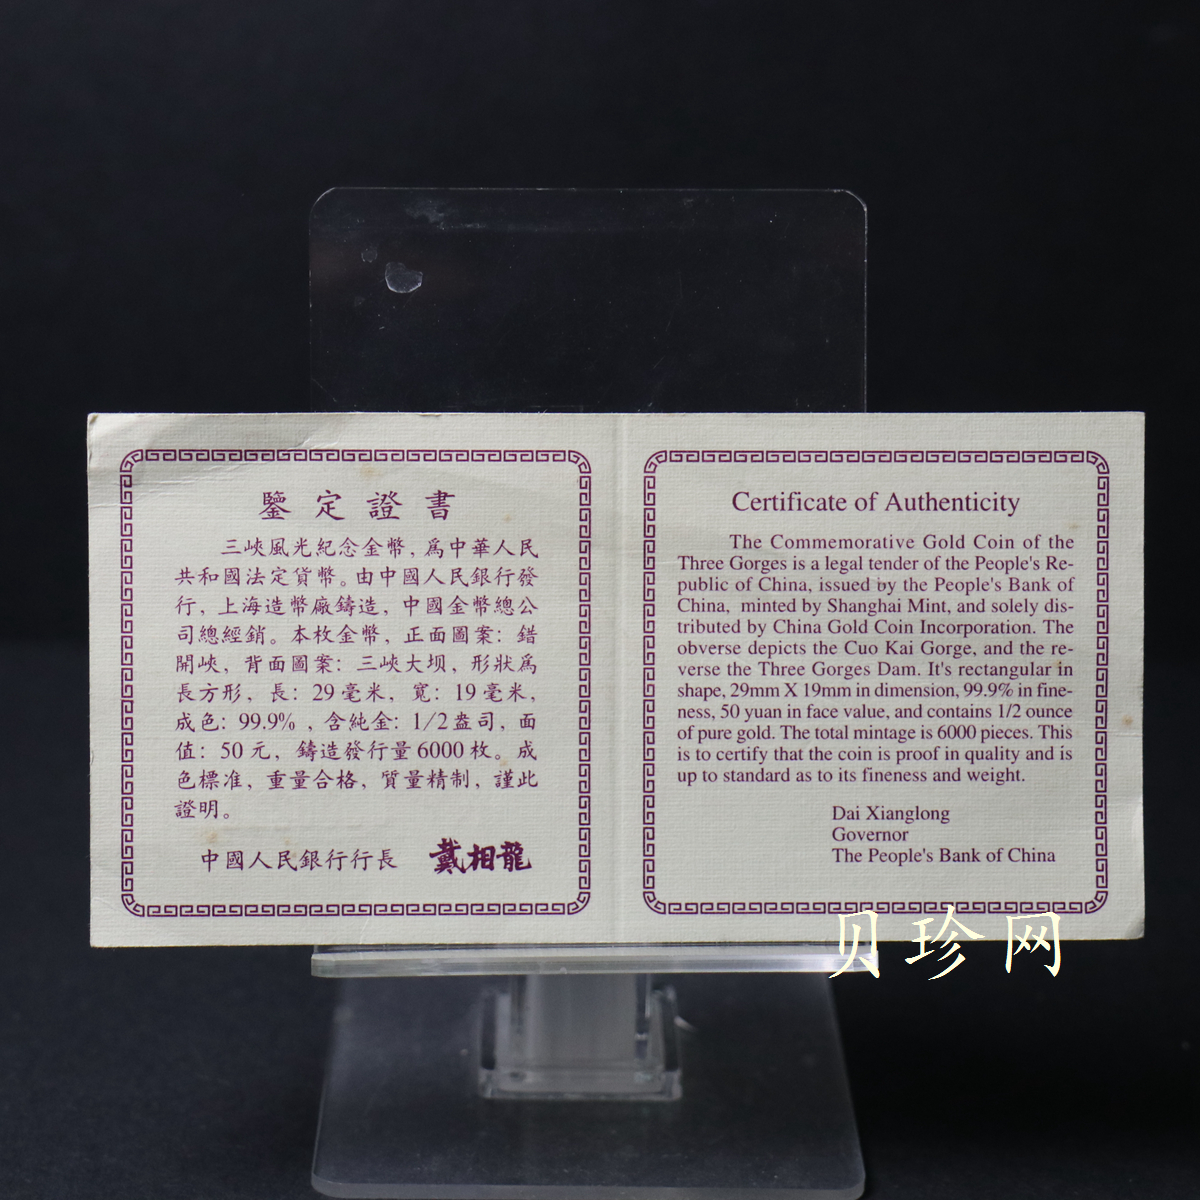 鑒定證書
三峽風光紀念金幣，爲中華人民
共和國法定貨幣。由中國人民銀行發
行，上海造幣廠鑄造，中國金幣總公
司總經銷。本枚金幣，正面圖案：錯
開峽，背面圖案：三峽大坝，形狀爲
長方形，長：29毫米，寬：19毫米，
成色：99.9%，含純金：1/2盎司，面
值：50元，鑄造發行量6000枚。成
色標准，重量合格，質量精制，謹此
證明。
中國人民銀行行長 戴相龍
Certificate of Authenticity
The Commemorative Gold Coin of the
Three Gorges is a legal tender of the People's Re-
public of China, issued by the People's Bank of
China, minted by Shanghai Mint, and solely dis-
tributed by China Gold Coin Incorporation. The
obverse depicts the Cuo Kai Gorge, and the re-
verse the Three Gorges Dam. It's rectangular in
shape, 29mm X 19mm in dimension, 99.9% in fine-
ness, 50 yuan in face value, and contains 1/2 ounce
of pure gold. The total mintage is 6000 pieces. This
is to certify that the coin is proof in quality and is
up to standard as to its fineness and weight.
Dai Xianglong
Governor
The People's Bank of China
贝珍网